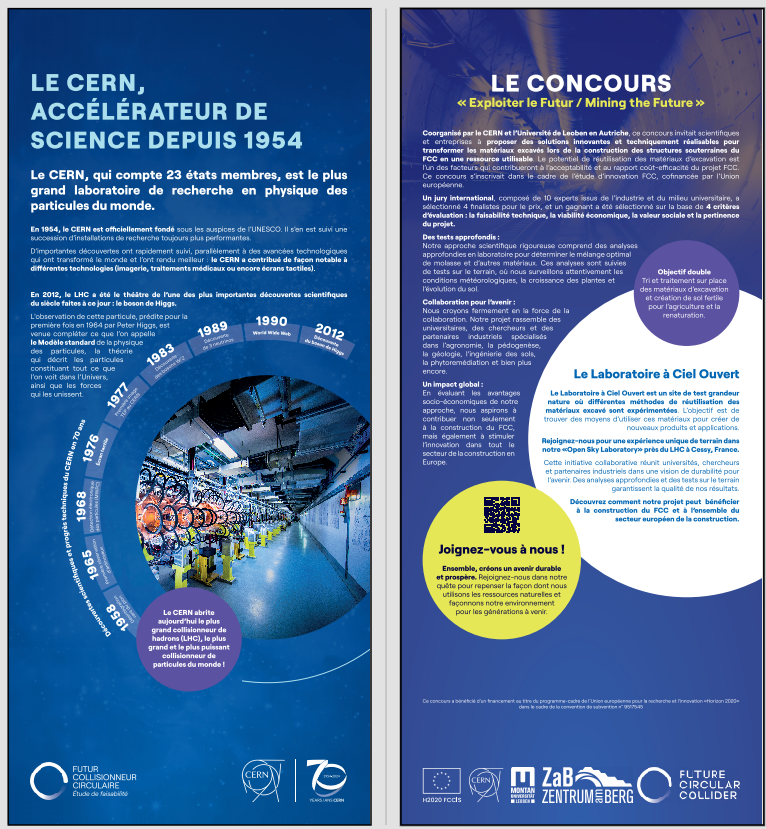 LE CERN,
ACCÉLÉRATEUR DE
SCIENCE DEPUIS 1954
Le CERN, qui compte 23 états membres, est le plus
grand laboratoire de recherche en physique des
particules du monde.
En 1954, le CERN est officiellement fondé sous les auspices de l'UNESCO. Il s'en est suivi une
succession d'installations de recherche toujours plus performantes.
D'importantes découvertes ont rapidement suivi, parallèlement à des avancées technologiques
qui ont transformé le monde et l'ont rendu meilleur : le CERN a contribué de façon notable à
différentes technologies (imagerie, traitements médicaux ou encore écrans tactiles).
En 2012, le LHC a été le théâtre de l'une des plus importantes découvertes scientifiques
du siècle faites à ce jour : le boson de Higgs.
L'observation de cette particule, prédite pour la
première fois en 1964 par Peter Higgs, est
venue compléter ce que l'on appelle
le Modèle standard de la physique
des particules, la théorie
qui décrit les particules
constituant tout ce que
l'on voit dans l'Univers,
ainsi que les forces
qui les unissent.
Découvertes scientifiques et progrès techniques du CERN en 70 ans
1958
1965
1968
1976
Écran tactile
1977
1983
Découverte
des bosons W/Z
1989
Découverte
de 3 neutrinos
1990
World Wide Web
2012
Découverte
du boson de Higgs
Le CERN abrite
aujourd'hui le plus
grand collisionneur de
hadrons (LHC), le plus
grand et le plus puissant
collisionneur de
particules du monde !
FUTUR
COLLISIONNEUR
CIRCULAIRE
Étude de faisabilité
CERN
70
1954-2024
YEARS / ANS CERN
LE CONCOURS
« Exploiter le Futur / Mining the Future »
Coorganisé par le CERN et l'Université de Leoben en Autriche, ce concours invitait scientifiques
et entreprises à proposer des solutions innovantes et techniquement réalisables pour
transformer les matériaux excavés lors de la construction des structures souterraines du
FCC en une ressource utilisable. Le potentiel de réutilisation des matériaux d'excavation est
l'un des facteurs qui contribueront à l'acceptabilité et au rapport coût-efficacité du projet FCC.
Ce concours s'inscrivait dans le cadre de l'étude d'innovation FCC, cofinancée par l'Union
européenne.
Un jury international, composé de 10 experts issus de l'industrie et du milieu universitaire, a
sélectionné 4 finalistes pour le prix, et un gagnant a été sélectionné sur la base de 4 critères
d'évaluation : la faisabilité technique, la viabilité économique, la valeur sociale et la pertinence
du projet.
Des tests approfondis :
Notre approche scientifique rigoureuse comprend des analyses
approfondies en laboratoire pour déterminer le mélange optimal
de molasse et d'autres matériaux. Ces analyses sont suivies
de tests sur le terrain, où nous surveillons attentivement les
conditions météorologiques, la croissance des plantes et
l'évolution du sol.
Collaboration pour l'avenir :
Nous croyons fermement en la force de la
collaboration. Notre projet rassemble des
universitaires, des chercheurs et des
partenaires industriels spécialisés
dans l'agronomie, la pédogenèse,
la géologie, l'ingénierie des sols,
la phytoremédiation et bien plus
encore.
Un impact global :
En évaluant les avantages
socio-économiques de notre
approche, nous aspirons à
contribuer non seulement
à la construction du FCC,
mais également à stimuler
l'innovation dans tout le
secteur de la construction en
Europe.
Objectif double
Tri et traitement sur place
des matériaux d'excavation
et création de sol fertile
pour l'agriculture et la
renaturation.
Le Laboratoire à Ciel Ouvert
Le Laboratoire à Ciel Ouvert est un site de test grandeur
nature où différentes méthodes de réutilisation des
matériaux excavé sont expérimentées. L'objectif est de
trouver des moyens d'utiliser ces matériaux pour créer de
nouveaux produits et applications.
Rejoignez-nous pour une expérience unique de terrain dans
notre «Open Sky Laboratory» près du LHC à Cessy, France.
Cette initiative collaborative réunit universités, chercheurs
et partenaires industriels dans une vision de durabilité pour
l'avenir. Des analyses approfondies et des tests sur le terrain
garantissent la qualité de nos résultats.
Découvrez comment notre projet peut bénéficier
à la construction du FCC et à l'ensemble du
secteur européen de la construction.
Joignez-vous à nous !
Ensemble, créons un avenir durable
et prospère. Rejoignez-nous dans notre
quête pour repenser la façon dont nous
utilisons les ressources naturelles et
façonnons notre environnement
pour les générations à venir.
Ce concours a bénéficié d'un financement au titre du programme-cadre de l'Union européenne pour la recherche et l'innovation «Horizon 2020»
dans le cadre de la convention de subvention n°
H2020 FCCIS
CERN
MONTAN
UNIVERSITÄT
LEOBEN
ZaB
ZENTRUM am BERG
FUTURE
CIRCULAR
COLLIDER